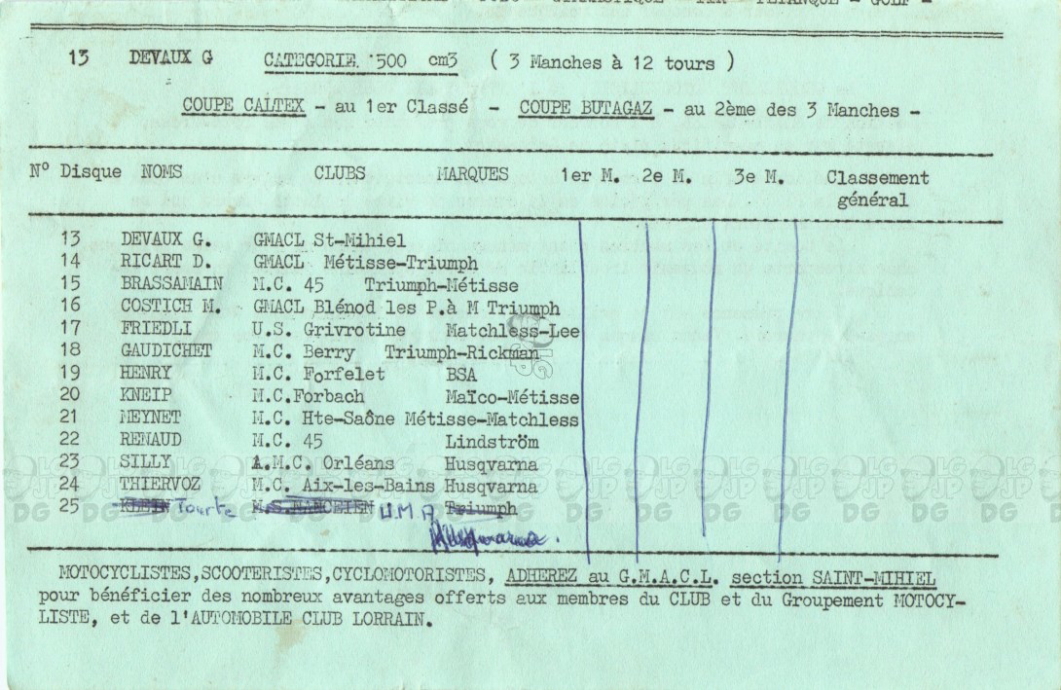 TIR - PETANQUE - GOLF -
13 DEVAUX G CATEGORIE 500 cm3 ( 3 Manches à 12 tours )
COUPE CALTEX - au 1er Classé - COUPE BUTAGAZ - au 2ème des 3 Manches -
N° Disque NOMS CLUBS MARQUES 1er M. 2e M. 3e M. Classement
général
13 DEVAUX G. GMACL St-Mihiel
14 RICART D. GMACL Métisse-Triumph
15 BRASSAMAIN M.C. 45 Triumph-Métisse
16 COSTICH M. GMACL Blénod les P.à M Triumph
17 FRIEDLI U.S. Grivrotine Matchless-Lee
18 GAUDICHET M.C. Berry Triumph-Rickman
19 HENRY M.C. Forfelet BSA
20 KNEIP M.C.Forbach Maïco-Métisse
21 MEYNET M.C. Hte-Saône Métisse-Matchless
22 RENAUD M.C. 45 Lindström
23 SILLY A.M.C. Orléans Husqvarna
24 THIERVOZ M.C. Aix-les-Bains Husqvarna
25 Tourte U.M.P Triumph
Husqvarna.
MOTOCYCLISTES,SCOOTERISTES,CYCLOMOTORISTES, ADHEREZ au G.M.A.C.L. section SAINT-MIHIEL
pour bénéficier des nombreux avantages offerts aux membres du CLUB et du Groupement MOTOCY-
LISTE, et de l'AUTOMOBILE CLUB LORRAIN.